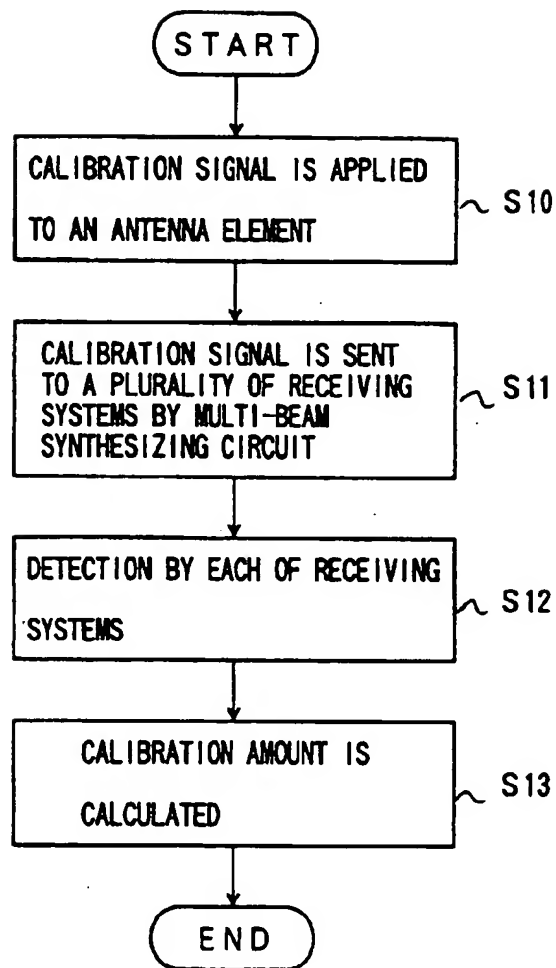 START
CALIBRATION SIGNAL IS APPLIED
TO AN ANTENNA ELEMENT
S10
CALIBRATION SIGNAL IS SENT
TO A PLURALITY OF RECEIVING
SYSTEMS BY MULTI-BEAM
SYNTHESIZING CIRCUIT
S11
DETECTION BY EACH OF RECEIVING
SYSTEMS
S12
CALIBRATION AMOUNT IS
CALCULATED
S13
END